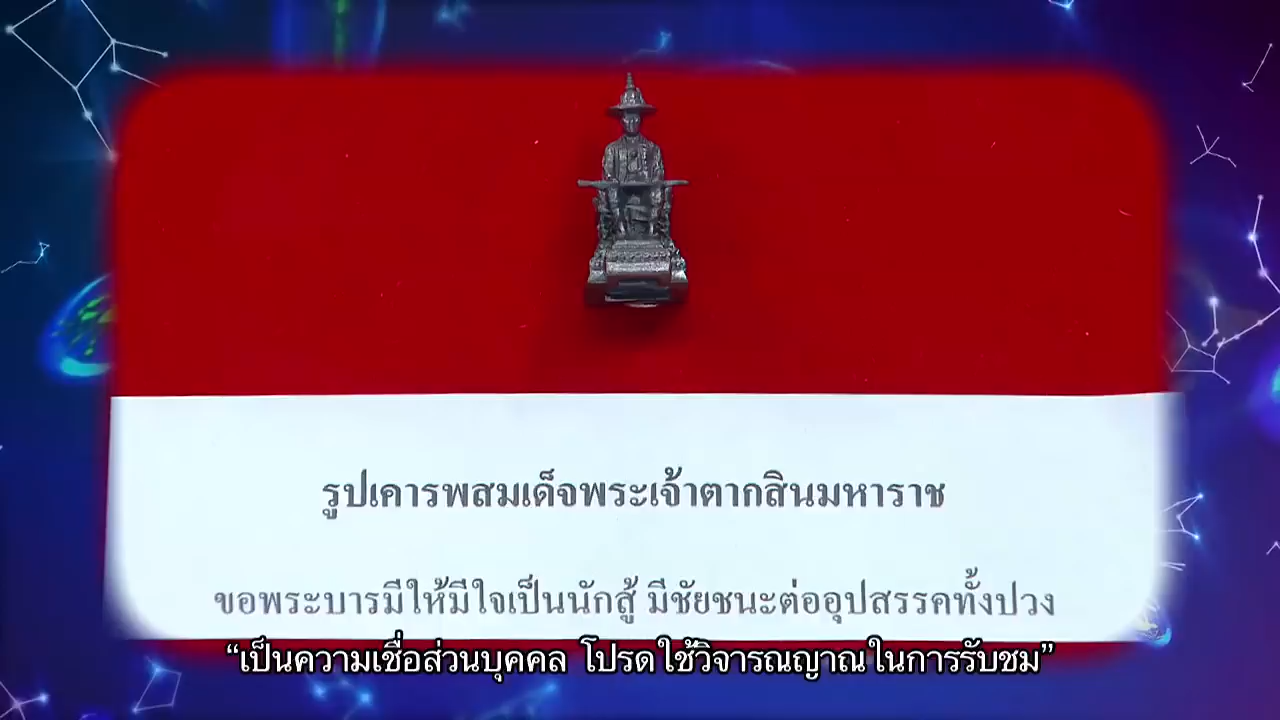 รูปเคารพสมเด็จพระเจ้าตากสินมหาราช
ขอพระบารมีให้มีใจเป็นนักสู้ มีชัยชนะต่ออุปสรรคทั้งปวง
“เป็นความเชื่อส่วนบุคคล โปรดใช้วิจารณญาณในการรับชม”